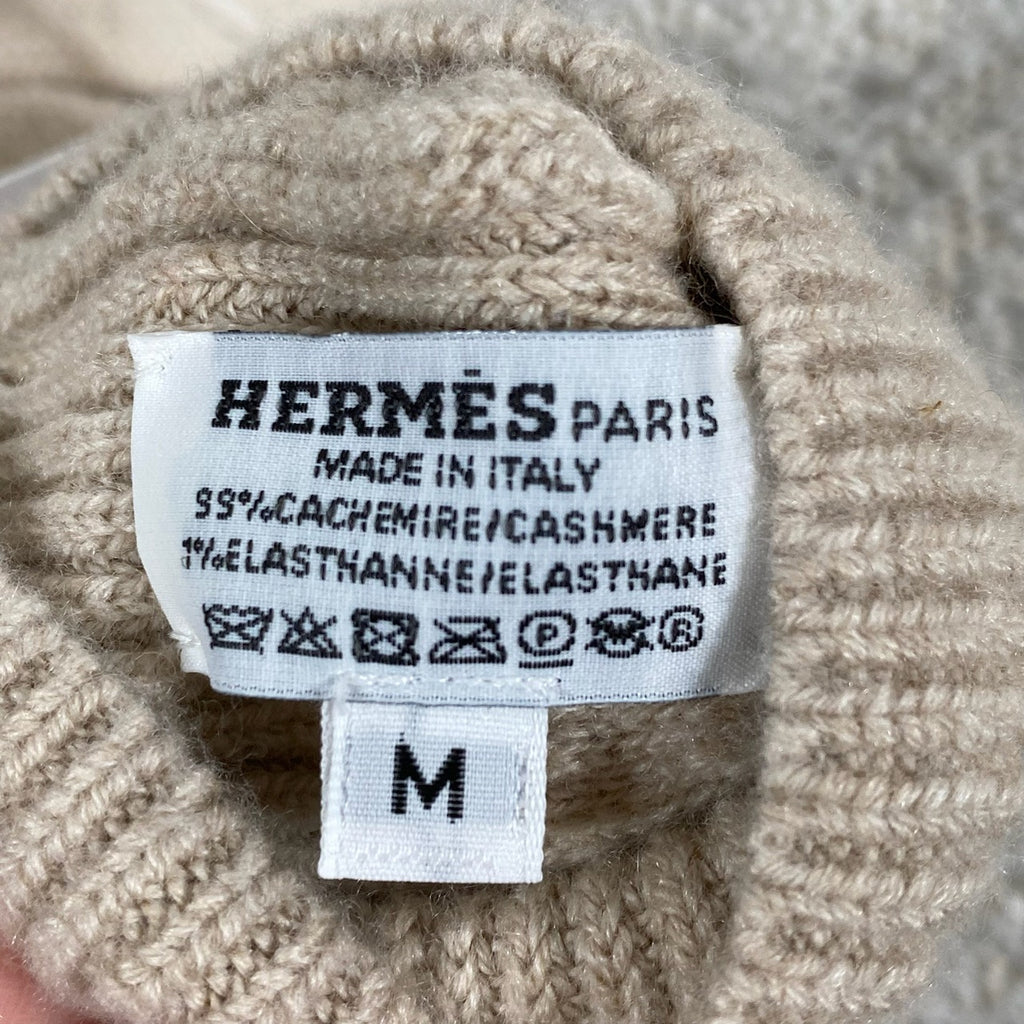 HERMÈS PARIS
MADE IN ITALY
99%CACHEMIRE/CASHMERE
1%ELASTHANNE/ELASTHANE
P ®
M